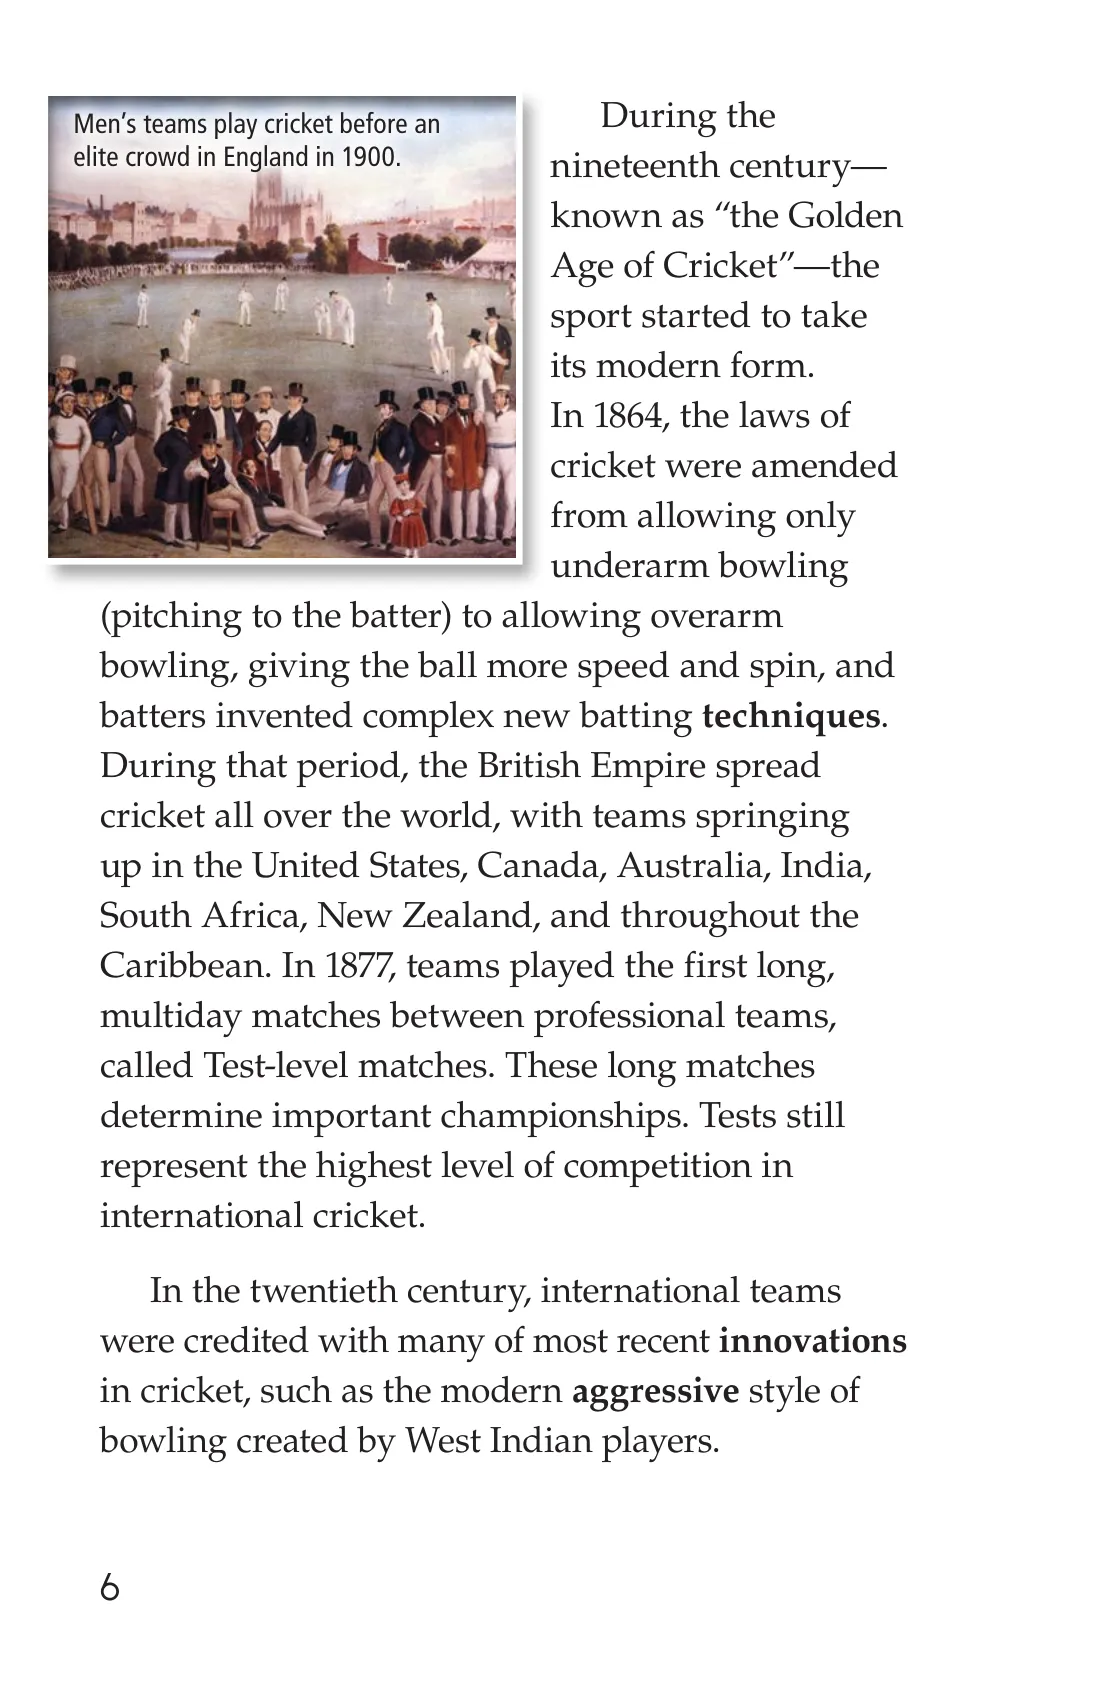 Men’s teams play cricket before an
elite crowd in England in 1900.
During the
nineteenth century—
known as “the Golden
Age of Cricket”—the
sport started to take
its modern form.
In 1864, the laws of
cricket were amended
from allowing only
underarm bowling
(pitching to the batter) to allowing overarm
bowling, giving the ball more speed and spin, and
batters invented complex new batting techniques.
During that period, the British Empire spread
cricket all over the world, with teams springing
up in the United States, Canada, Australia, India,
South Africa, New Zealand, and throughout the
Caribbean. In 1877, teams played the first long,
multiday matches between professional teams,
called Test-level matches. These long matches
determine important championships. Tests still
represent the highest level of competition in
international cricket.
In the twentieth century, international teams
were credited with many of most recent innovations
in cricket, such as the modern aggressive style of
bowling created by West Indian players.
6